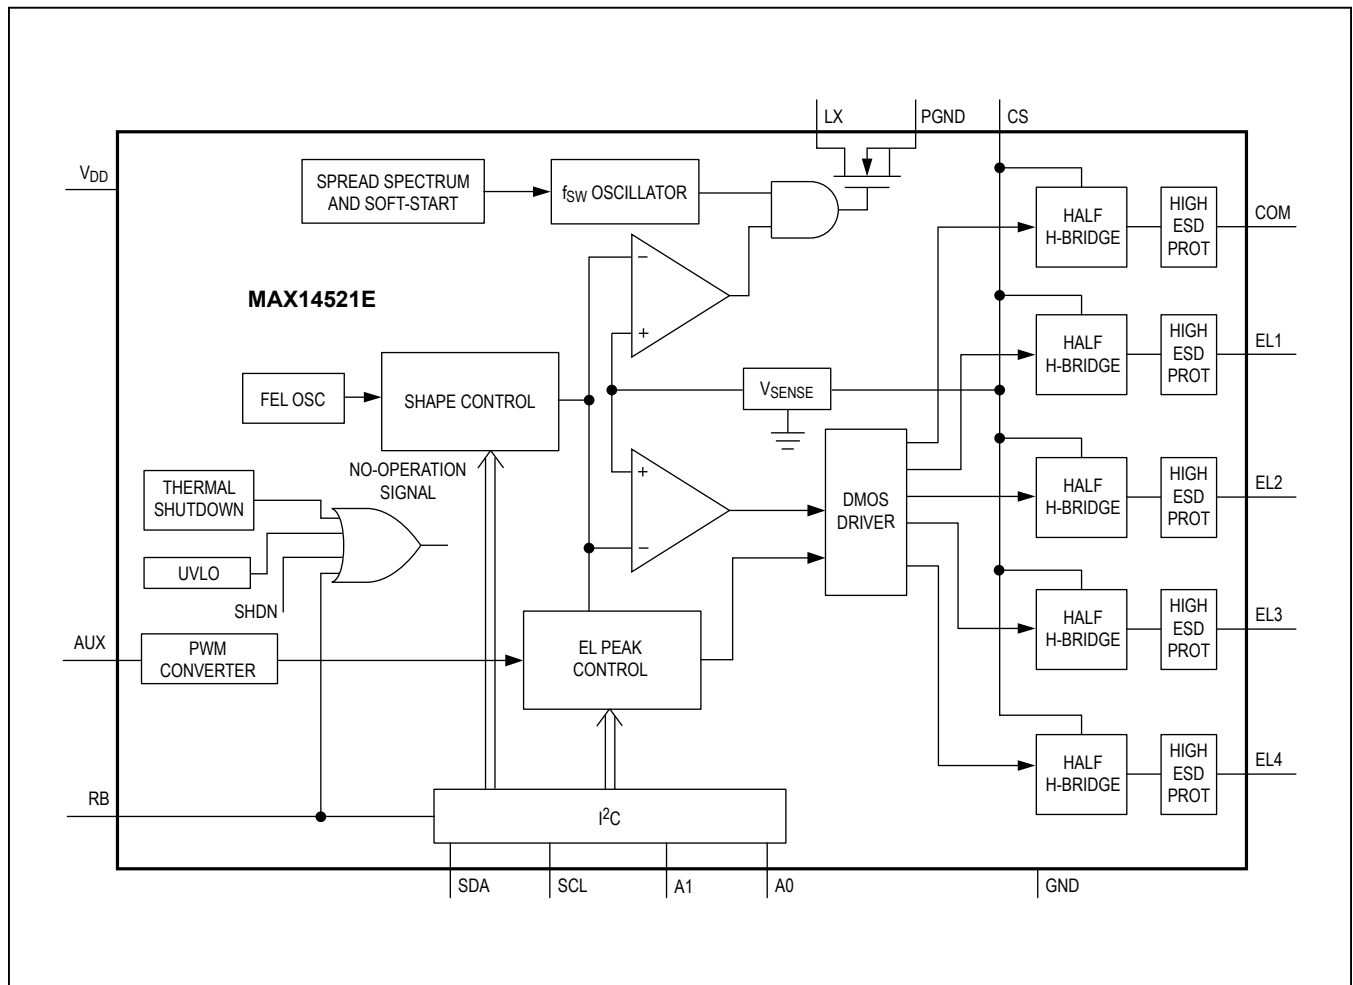 LX
PGND
CS
VDD
SPREAD SPECTRUM
AND SOFT-START
fSW OSCILLATOR
HALF
H-BRIDGE
HIGH
ESD
PROT
COM
MAX14521E
−
+
HALF
H-BRIDGE
HIGH
ESD
PROT
EL1
FEL OSC
SHAPE CONTROL
VSENSE
NO-OPERATION
SIGNAL
THERMAL
SHUTDOWN
UVLO
SHDN
+
−
DMOS
DRIVER
HALF
H-BRIDGE
HIGH
ESD
PROT
EL2
AUX
PWM
CONVERTER
EL PEAK
CONTROL
HALF
H-BRIDGE
HIGH
ESD
PROT
EL3
HALF
H-BRIDGE
HIGH
ESD
PROT
EL4
RB
I2C
SDA
SCL
A1
A0
GND